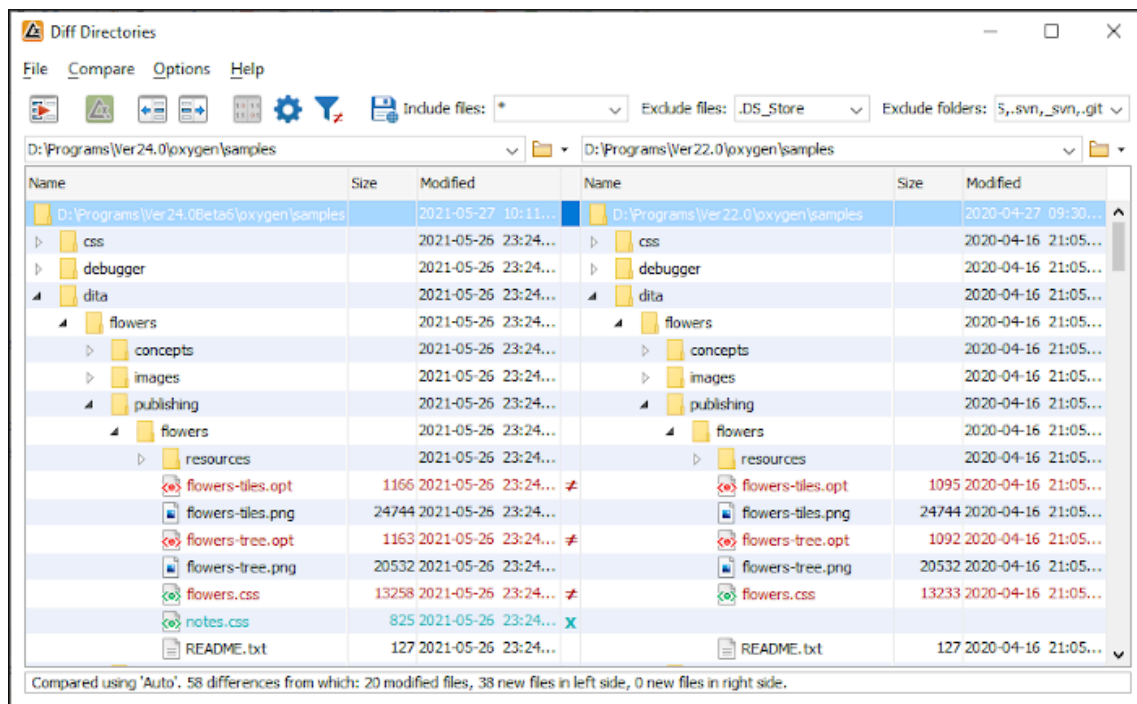 Diff Directories
File Compare Options Help
Include files: * Exclude files: .DS_Store Exclude folders: 5,.svn,_svn,.git
D:\Programs\Ver24.0\oxygen\samples D:\Programs\Ver22.0\oxygen\samples
Name Size Modified Name Size Modified
D:\Programs\Ver24.0Beta6\oxygen\samples 2021-05-27 10:11... D:\Programs\Ver22.0\oxygen\samples 2020-04-27 09:30...
css 2021-05-26 23:24... css 2020-04-16 21:05...
debugger 2021-05-26 23:24... debugger 2020-04-16 21:05...
dita 2021-05-26 23:24... dita 2020-04-16 21:05...
flowers 2021-05-26 23:24... flowers 2020-04-16 21:05...
concepts 2021-05-26 23:24... concepts 2020-04-16 21:05...
images 2021-05-26 23:24... images 2020-04-16 21:05...
publishing 2021-05-26 23:24... publishing 2020-04-16 21:05...
flowers 2021-05-26 23:24... flowers 2020-04-16 21:05...
resources 2021-05-26 23:24... resources 2020-04-16 21:05...
flowers-tiles.opt 1166 2021-05-26 23:24... ≠ flowers-tiles.opt 1095 2020-04-16 21:05...
flowers-tiles.png 24744 2021-05-26 23:24... flowers-tiles.png 24744 2020-04-16 21:05...
flowers-tree.opt 1163 2021-05-26 23:24... ≠ flowers-tree.opt 1092 2020-04-16 21:05...
flowers-tree.png 20532 2021-05-26 23:24... flowers-tree.png 20532 2020-04-16 21:05...
flowers.css 13258 2021-05-26 23:24... ≠ flowers.css 13233 2020-04-16 21:05...
notes.css 825 2021-05-26 23:24... x
README.txt 127 2021-05-26 23:24... README.txt 127 2020-04-16 21:05...
Compared using 'Auto'. 58 differences from which: 20 modified files, 38 new files in left side, 0 new files in right side.